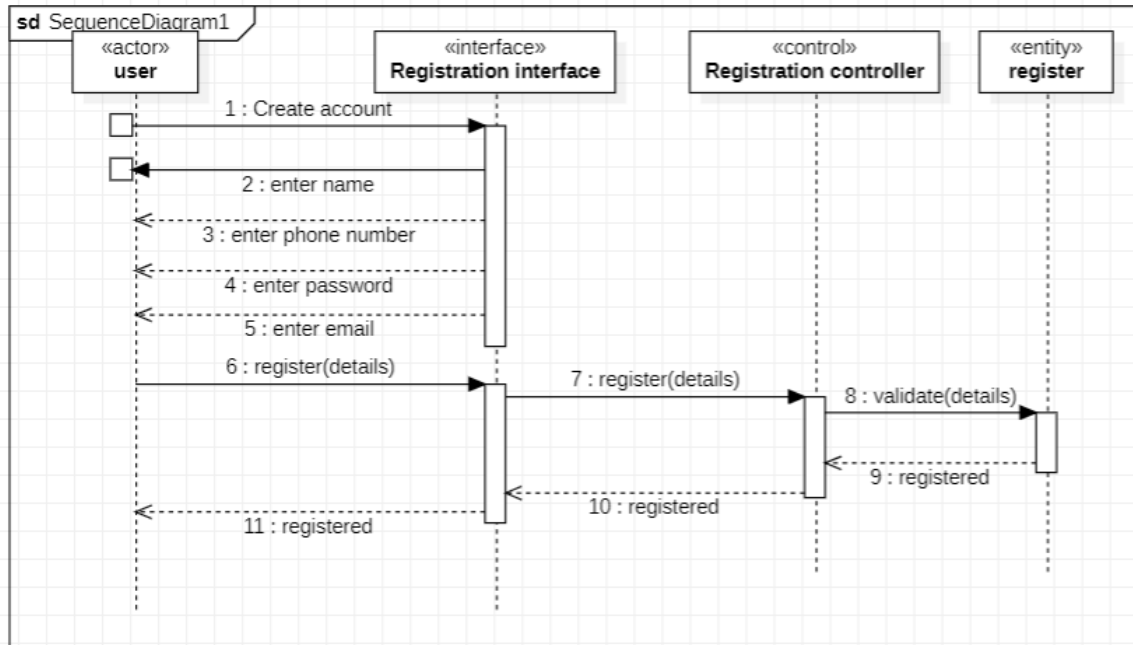 sd SequenceDiagram1
«actor»
user
«interface»
Registration interface
«control»
Registration controller
«entity»
register
1 : Create account
2 : enter name
3 : enter phone number
4 : enter password
5 : enter email
6 : register(details)
7 : register(details)
8 : validate(details)
9 : registered
10 : registered
11 : registered